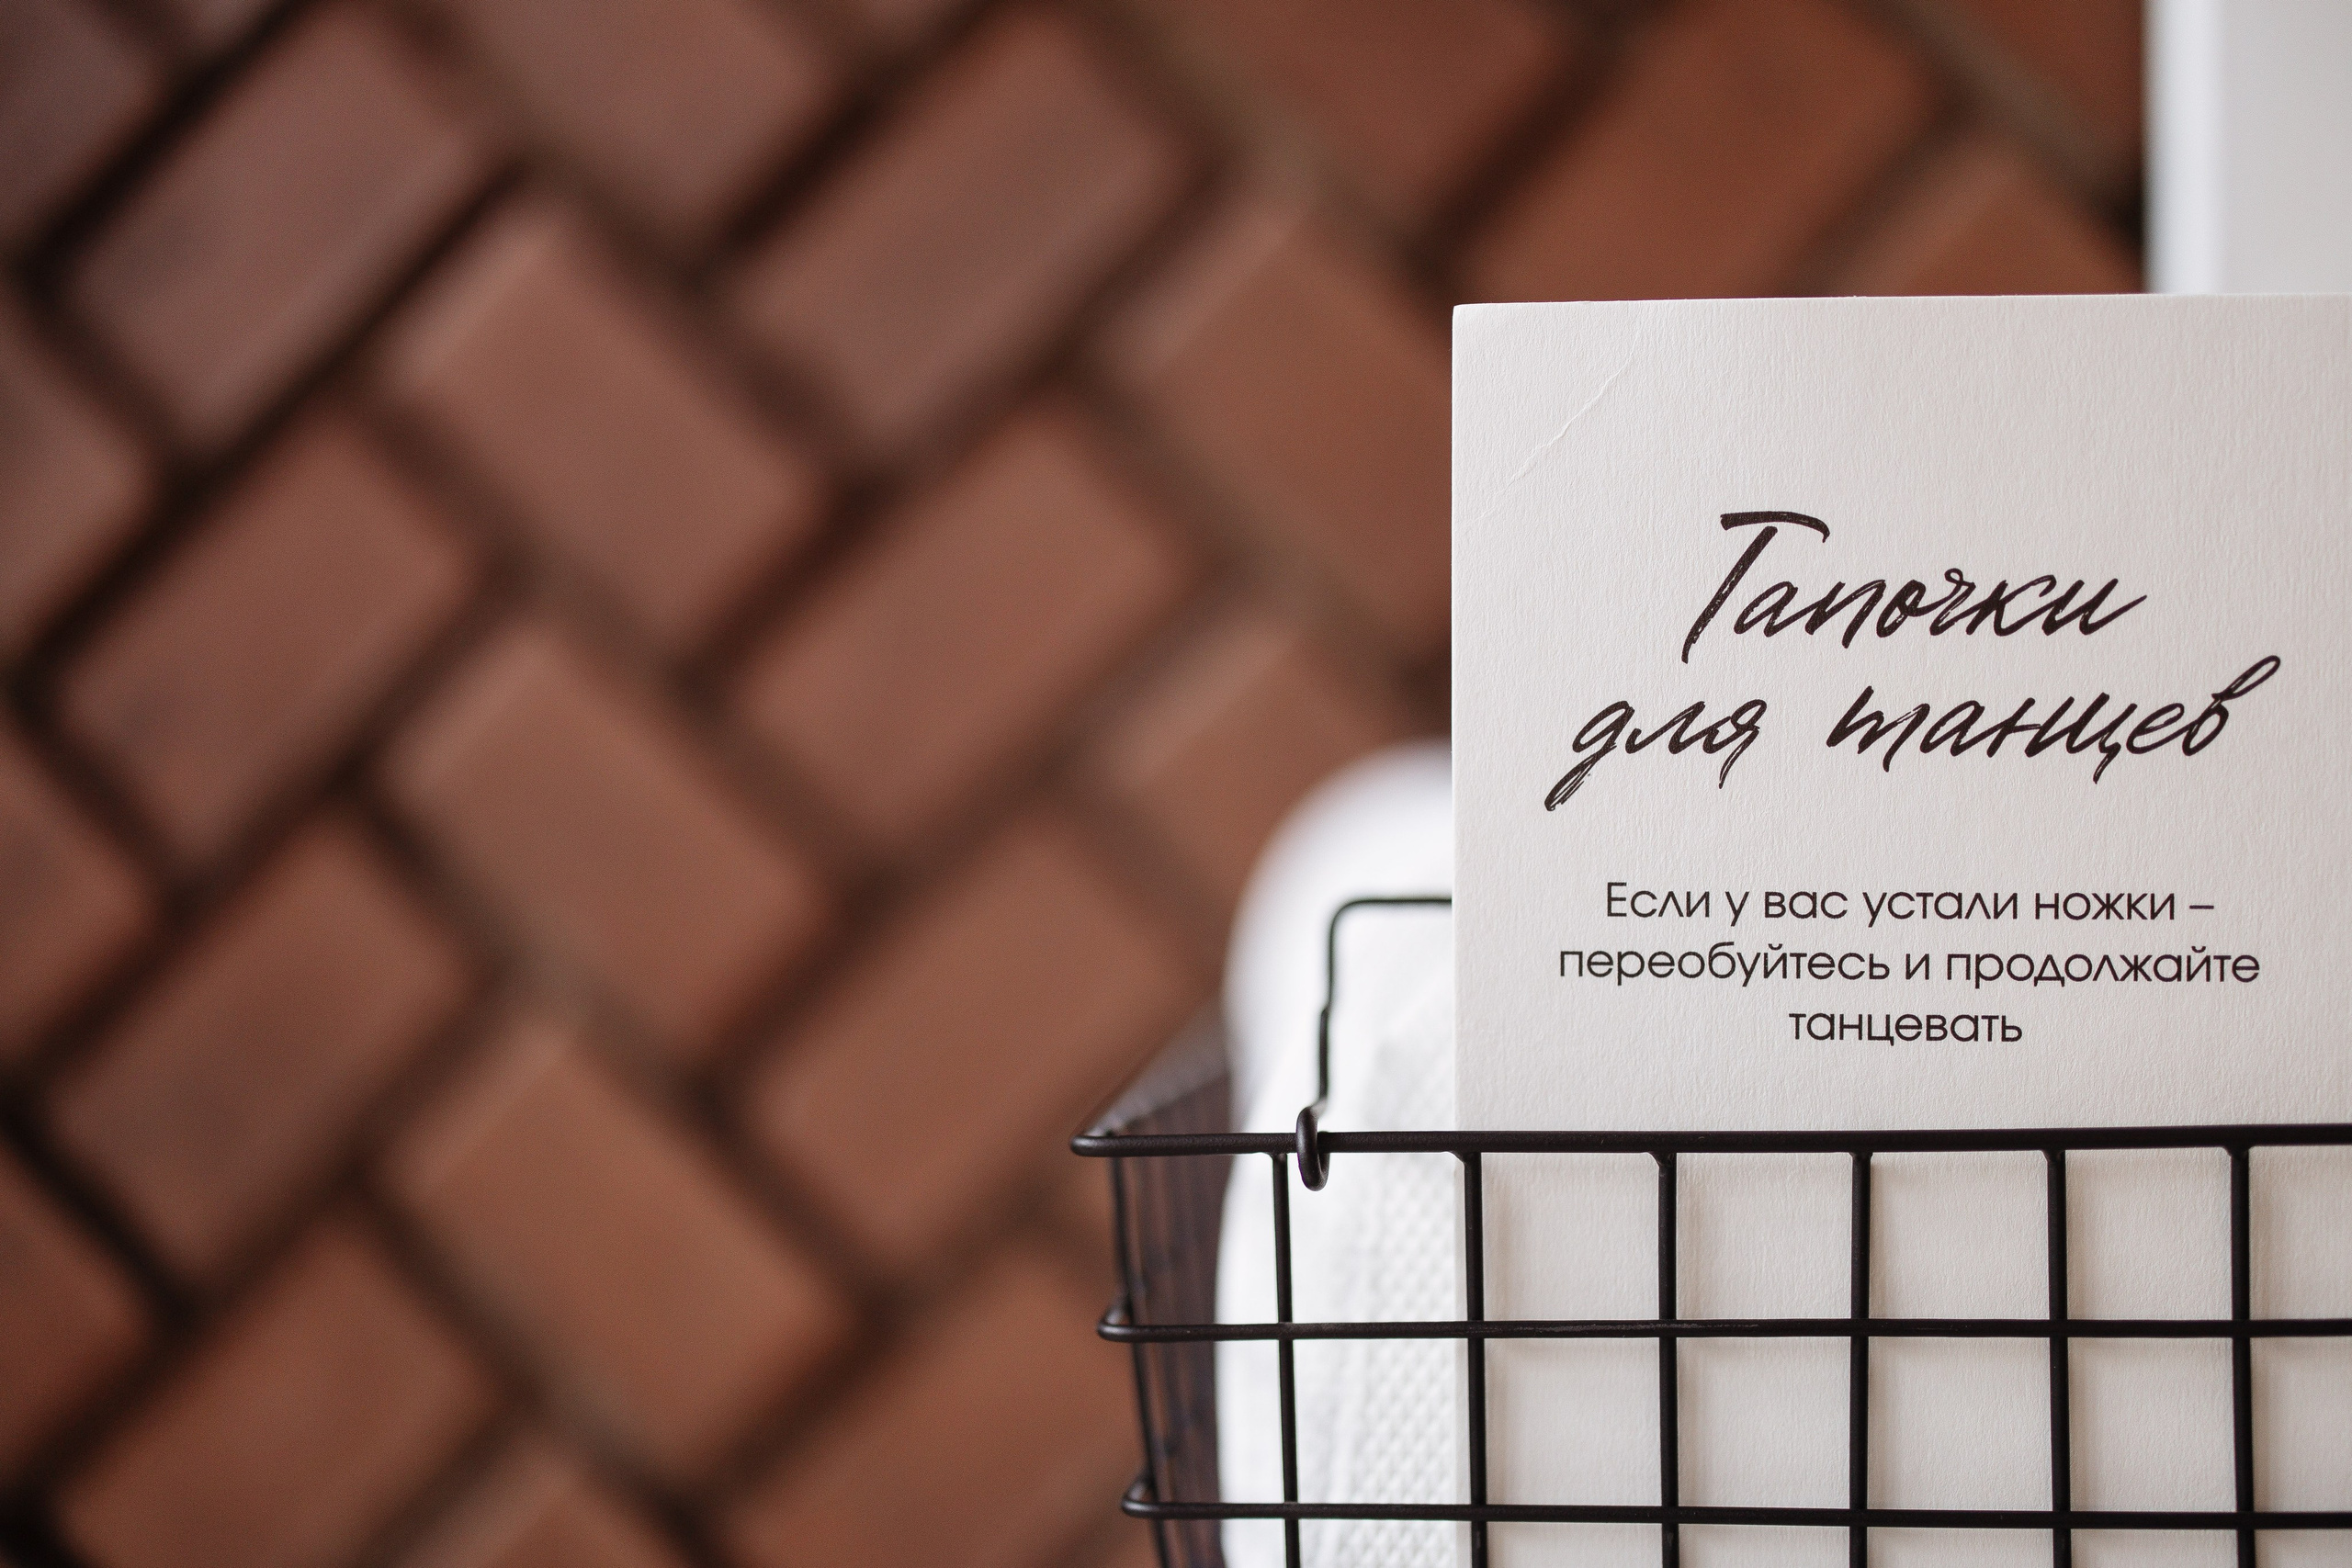 Тапочки
для танцев
Если у вас устали ножки –
переобуйтесь и продолжайте
танцевать